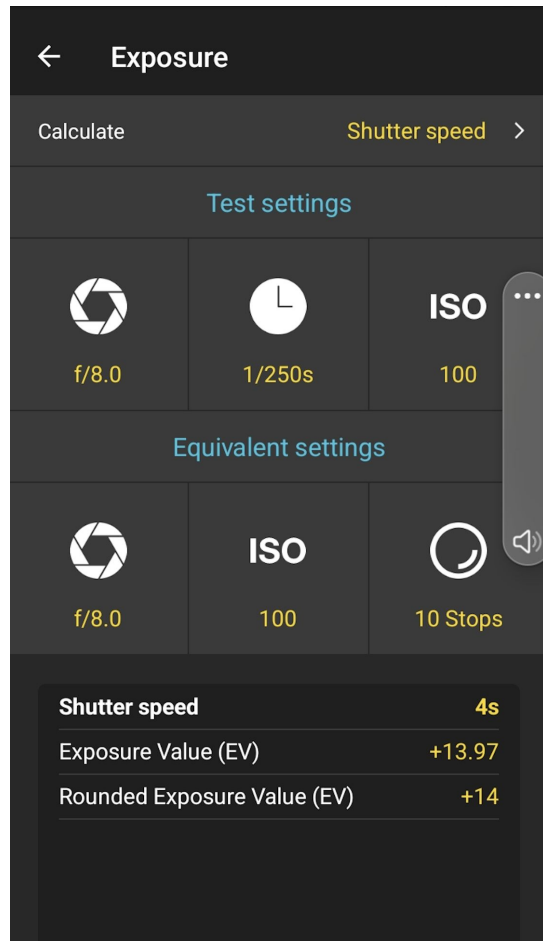 Exposure
Calculate Shutter speed
Test settings
ISO
f/8.0 1/250s 100
Equivalent settings
ISO
f/8.0 100 10 Stops
Shutter speed 4s
Exposure Value (EV) +13.97
Rounded Exposure Value (EV) +14